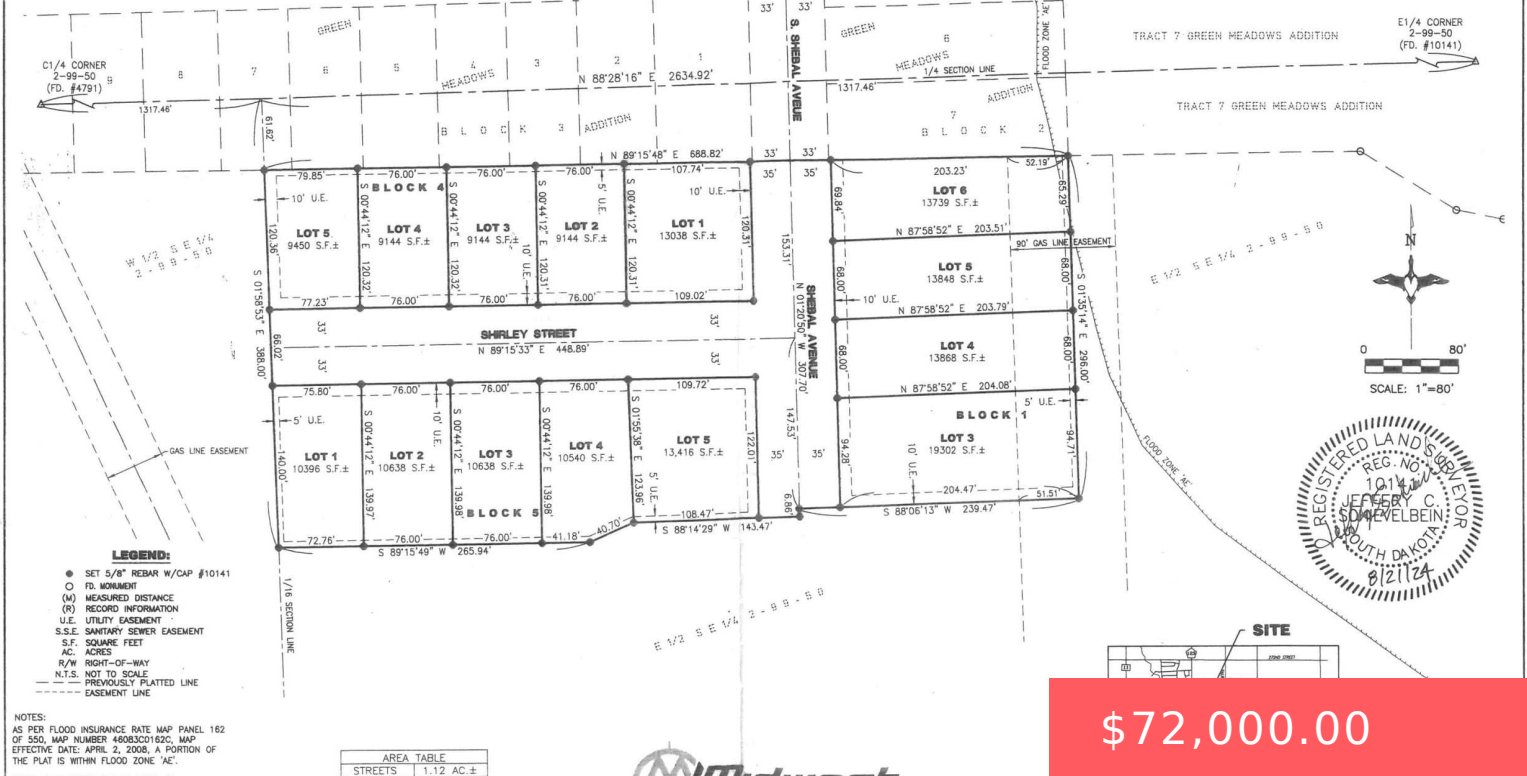 33' 33'
GREEN
GREEN
FLOOD ZONE 'AE'
S. SHEBAL AVEUE
C1/4 CORNER
2-99-50
(FD. #4791)
9 8 7 6 5 4 3 2 1
MEADOWS
N 88°28'16" E 2634.92'
6
MEADOWS
1/4 SECTION LINE
TRACT 7 GREEN MEADOWS ADDITION
E1/4 CORNER
2-99-50
(FD. #10141)
1317.46'
1317.46'
ADDITION
TRACT 7 GREEN MEADOWS ADDITION
61.62'
BLOCK 3 ADDITION
7
BLOCK 2
N 89°15'48" E 688.82'
33' 33'
52.19'
79.85' 76.00' 76.00' 76.00' 107.74'
35' 35'
203.23'
BLOCK 4
10' U.E.
5' U.E.
10' U.E.
LOT 6
13739 S.F.±
69.84'
65.29'
LOT 5
9450 S.F.±
LOT 4
9144 S.F.±
LOT 3
9144 S.F.±
LOT 2
9144 S.F.±
LOT 1
13038 S.F.±
120.36'
S 00°44'12" E 120.32'
S 00°44'12" E 120.32'
S 00°44'12" E 120.31'
S 00°44'12" E 120.31'
120.31'
10' U.E.
153.31'
N 87°58'52" E 203.51'
90' GAS LINE EASEMENT
W 1/2 SE1/4
2-99-50
E 1/2 SE1/4 2-99-50
N
LOT 5
13848 S.F.±
68.00'
68.00'
10' U.E.
77.23' 76.00' 76.00' 76.00' 109.02'
S 01°58'53" E 388.00'
SHEBAL AVENUE
N 01°20'50" W 307.70'
S 01°35'14" E 296.00'
N 87°58'52" E 203.79'
33' 33'
SHIRLEY STREET
N 89°15'33" E 448.89'
66.02'
33' 33'
LOT 4
13868 S.F.±
68.00'
68.00'
0 80'
SCALE: 1"=80'
75.80' 76.00' 76.00' 76.00' 109.72'
N 87°58'52" E 204.08'
5' U.E.
BLOCK 1
5' U.E.
10' U.E.
LOT 1
10396 S.F.±
LOT 2
10638 S.F.±
LOT 3
10638 S.F.±
LOT 4
10540 S.F.±
LOT 5
13,416 S.F.±
140.00'
S 00°44'12" E 139.97'
S 00°44'12" E 139.98'
S 00°44'12" E 139.98'
S 01°55'38" E 123.96'
122.01'
147.53'
35' 35'
LOT 3
19302 S.F.±
94.28'
94.71'
10' U.E.
5' U.E.
FLOOD ZONE 'AE'
GAS LINE EASEMENT
BLOCK 5
6.86'
204.47'
51.51'
S 88°06'13" W 239.47'
72.76' 76.00' 76.00' 41.18' 40.70' 108.47'
S 88°14'29" W 143.47'
S 89°15'49" W 265.94'
REGISTERED LAND SURVEYOR
REG. NO.
10141
JEFFERY C.
SCHIEVELBEIN
SOUTH DAKOTA
8/21/24
1/16 SECTION LINE
E 1/2 SE1/4 2-99-50
LEGEND:
SET 5/8" REBAR W/CAP #10141
FD. MONUMENT
(M) MEASURED DISTANCE
(R) RECORD INFORMATION
U.E. UTILITY EASEMENT
S.S.E. SANITARY SEWER EASEMENT
S.F. SQUARE FEET
AC. ACRES
R/W RIGHT-OF-WAY
N.T.S. NOT TO SCALE
PREVIOUSLY PLATTED LINE
EASEMENT LINE
SITE
NOTES:
AS PER FLOOD INSURANCE RATE MAP PANEL 162
OF 550, MAP NUMBER 46083C0162C, MAP
EFFECTIVE DATE: APRIL 2, 2008, A PORTION OF
THE PLAT IS WITHIN FLOOD ZONE 'AE'.
AREA TABLE
STREETS 1.12 AC.±
Midwest
$72,000.00